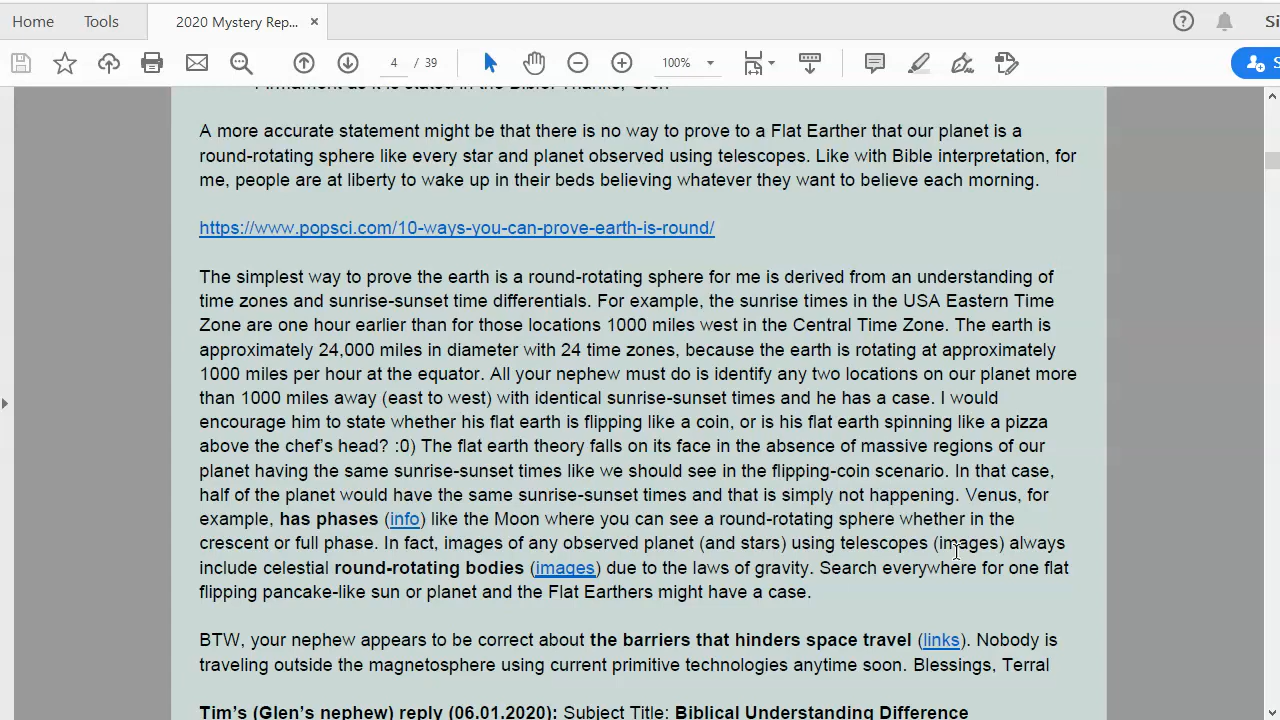 Home
Tools
2020 Mystery Rep... ×
Si
4 / 39
100%
S
Firmament as it is stated in the Bible. Thanks, Glen
A more accurate statement might be that there is no way to prove to a Flat Earther that our planet is a
round-rotating sphere like every star and planet observed using telescopes. Like with Bible interpretation, for
me, people are at liberty to wake up in their beds believing whatever they want to believe each morning.
https://www.popsci.com/10-ways-you-can-prove-earth-is-round/
The simplest way to prove the earth is a round-rotating sphere for me is derived from an understanding of
time zones and sunrise-sunset time differentials. For example, the sunrise times in the USA Eastern Time
Zone are one hour earlier than for those locations 1000 miles west in the Central Time Zone. The earth is
approximately 24,000 miles in diameter with 24 time zones, because the earth is rotating at approximately
1000 miles per hour at the equator. All your nephew must do is identify any two locations on our planet more
than 1000 miles away (east to west) with identical sunrise-sunset times and he has a case. I would
encourage him to state whether his flat earth is flipping like a coin, or is his flat earth spinning like a pizza
above the chef's head? :0) The flat earth theory falls on its face in the absence of massive regions of our
planet having the same sunrise-sunset times like we should see in the flipping-coin scenario. In that case,
half of the planet would have the same sunrise-sunset times and that is simply not happening. Venus, for
example, has phases (info) like the Moon where you can see a round-rotating sphere whether in the
crescent or full phase. In fact, images of any observed planet (and stars) using telescopes (images) always
include celestial round-rotating bodies (images) due to the laws of gravity. Search everywhere for one flat
flipping pancake-like sun or planet and the Flat Earthers might have a case.
BTW, your nephew appears to be correct about the barriers that hinders space travel (links). Nobody is
traveling outside the magnetosphere using current primitive technologies anytime soon. Blessings, Terral
Tim's (Glen's nephew) reply (06.01.2020): Subject Title: Biblical Understanding Difference